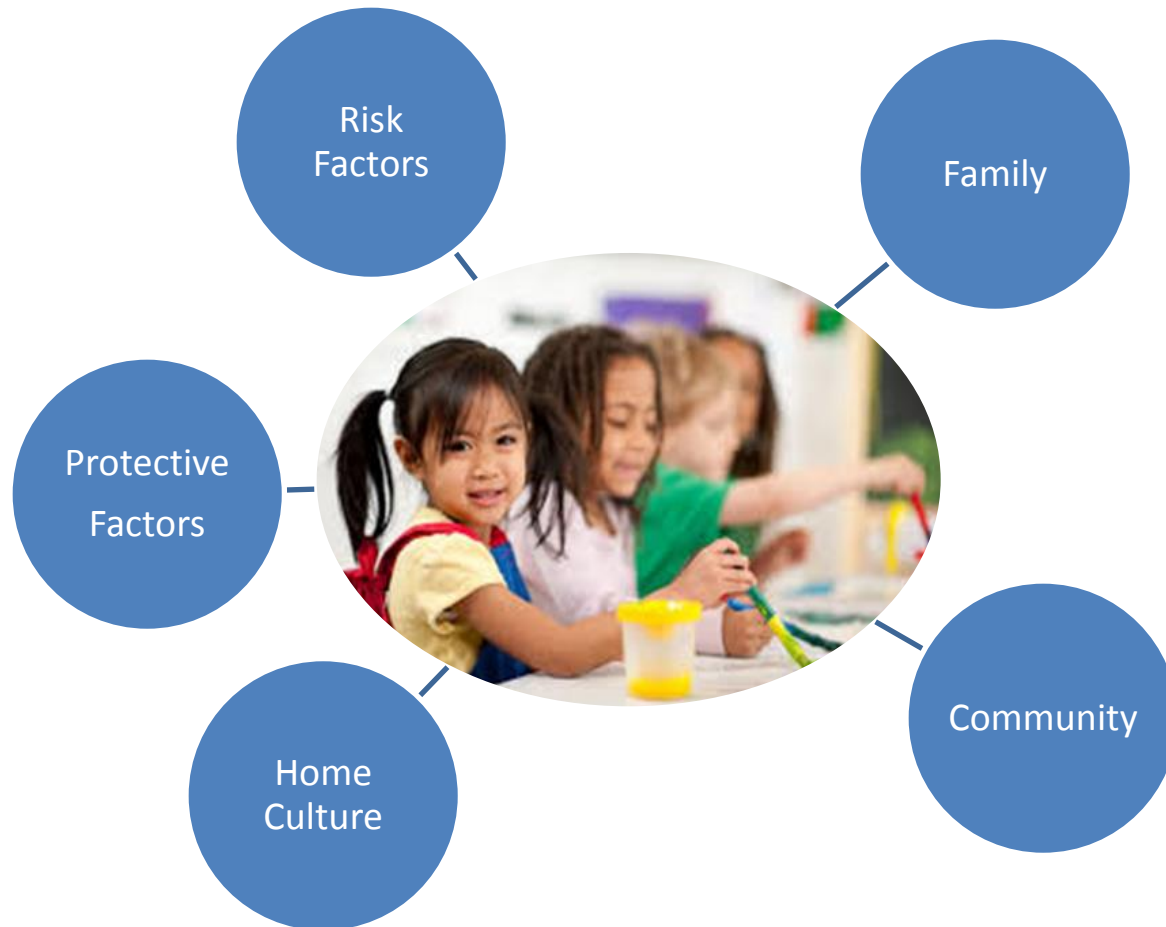 Risk
Factors
Family
Protective
Factors
Community
Home
Culture